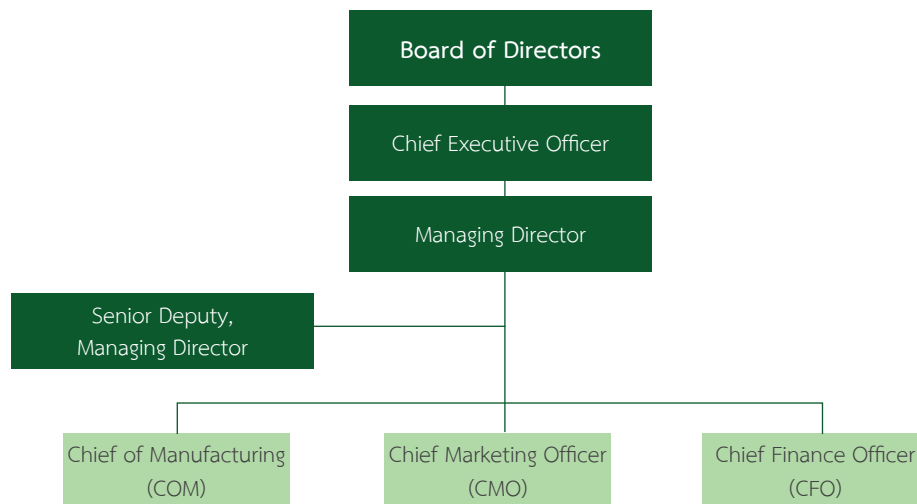 Board of Directors
Chief Executive Officer
Managing Director
Senior Deputy,
Managing Director
Chief of Manufacturing
(COM)
Chief Marketing Officer
(CMO)
Chief Finance Officer
(CFO)